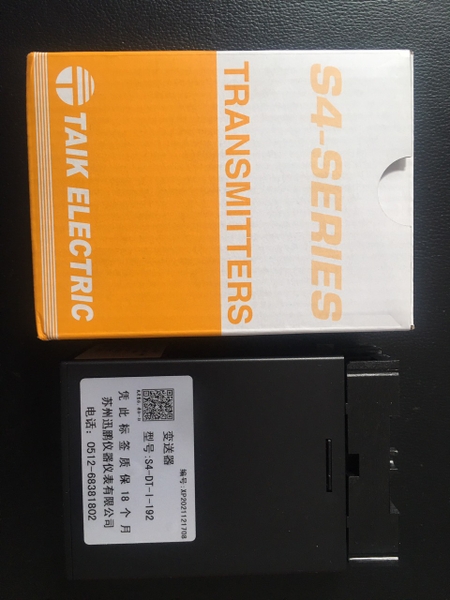 S4-SERIES
TRANSMITTERS
TAIK ELECTRIC
编号:XP2021121708
变送器
型号:S4-DT-I-192
凭此标签质保18个月
苏州迅鹏仪器仪表有限公司
电话：0512-68381802